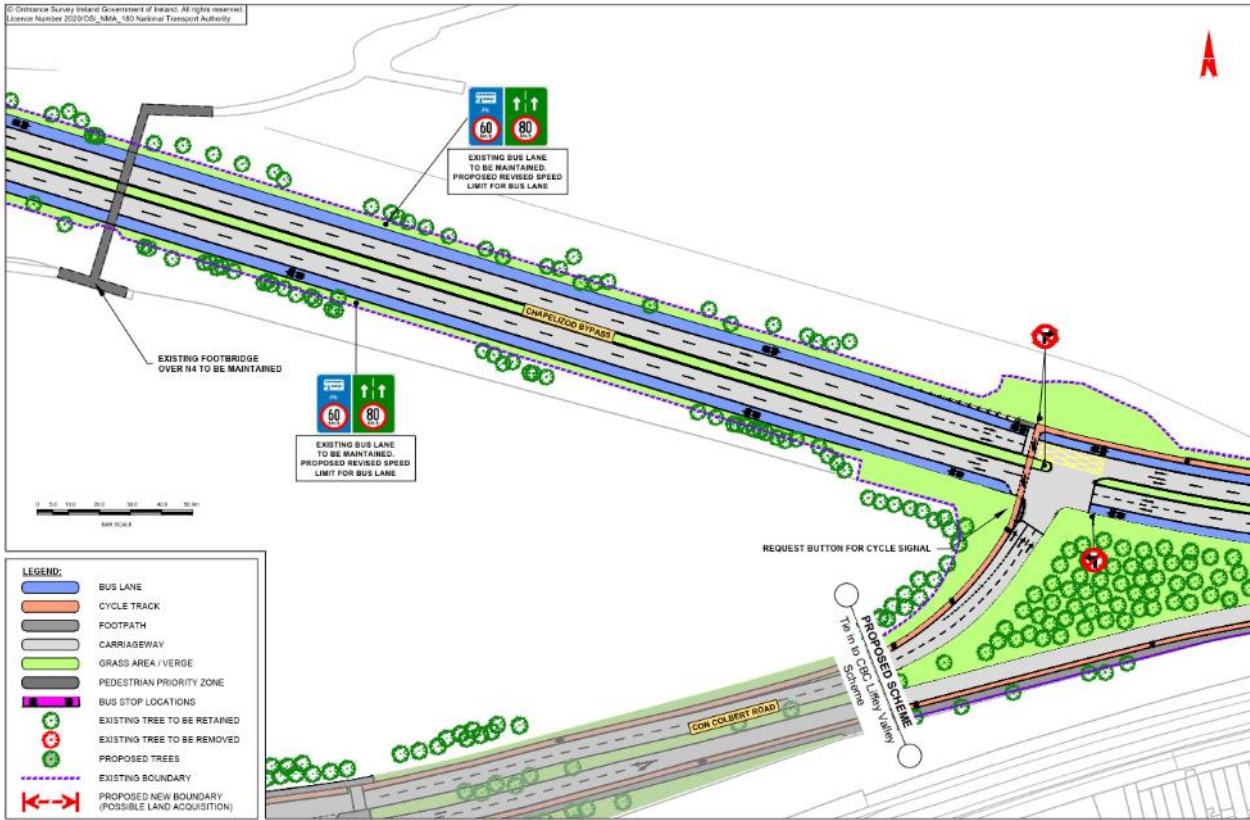 © Ordnance Survey Ireland Government of Ireland. All rights reserved.
Licence Number 2020/OSi_NMA_180 National Transport Authority
N
60
80
EXISTING BUS LANE
TO BE MAINTAINED.
PROPOSED REVISED SPEED
LIMIT FOR BUS LANE
CHAPELIZOD BYPASS
EXISTING FOOTBRIDGE
OVER N4 TO BE MAINTAINED
60
80
EXISTING BUS LANE
TO BE MAINTAINED.
PROPOSED REVISED SPEED
LIMIT FOR BUS LANE
BAR SCALE
REQUEST BUTTON FOR CYCLE SIGNAL
PROPOSED SCHEME
Tie in to CBC Liffey Valley
Scheme
CON COLBERT ROAD
LEGEND:
BUS LANE
CYCLE TRACK
FOOTPATH
CARRIAGEWAY
GRASS AREA / VERGE
PEDESTRIAN PRIORITY ZONE
BUS STOP LOCATIONS
EXISTING TREE TO BE RETAINED
EXISTING TREE TO BE REMOVED
PROPOSED TREES
EXISTING BOUNDARY
PROPOSED NEW BOUNDARY
(POSSIBLE LAND ACQUISITION)